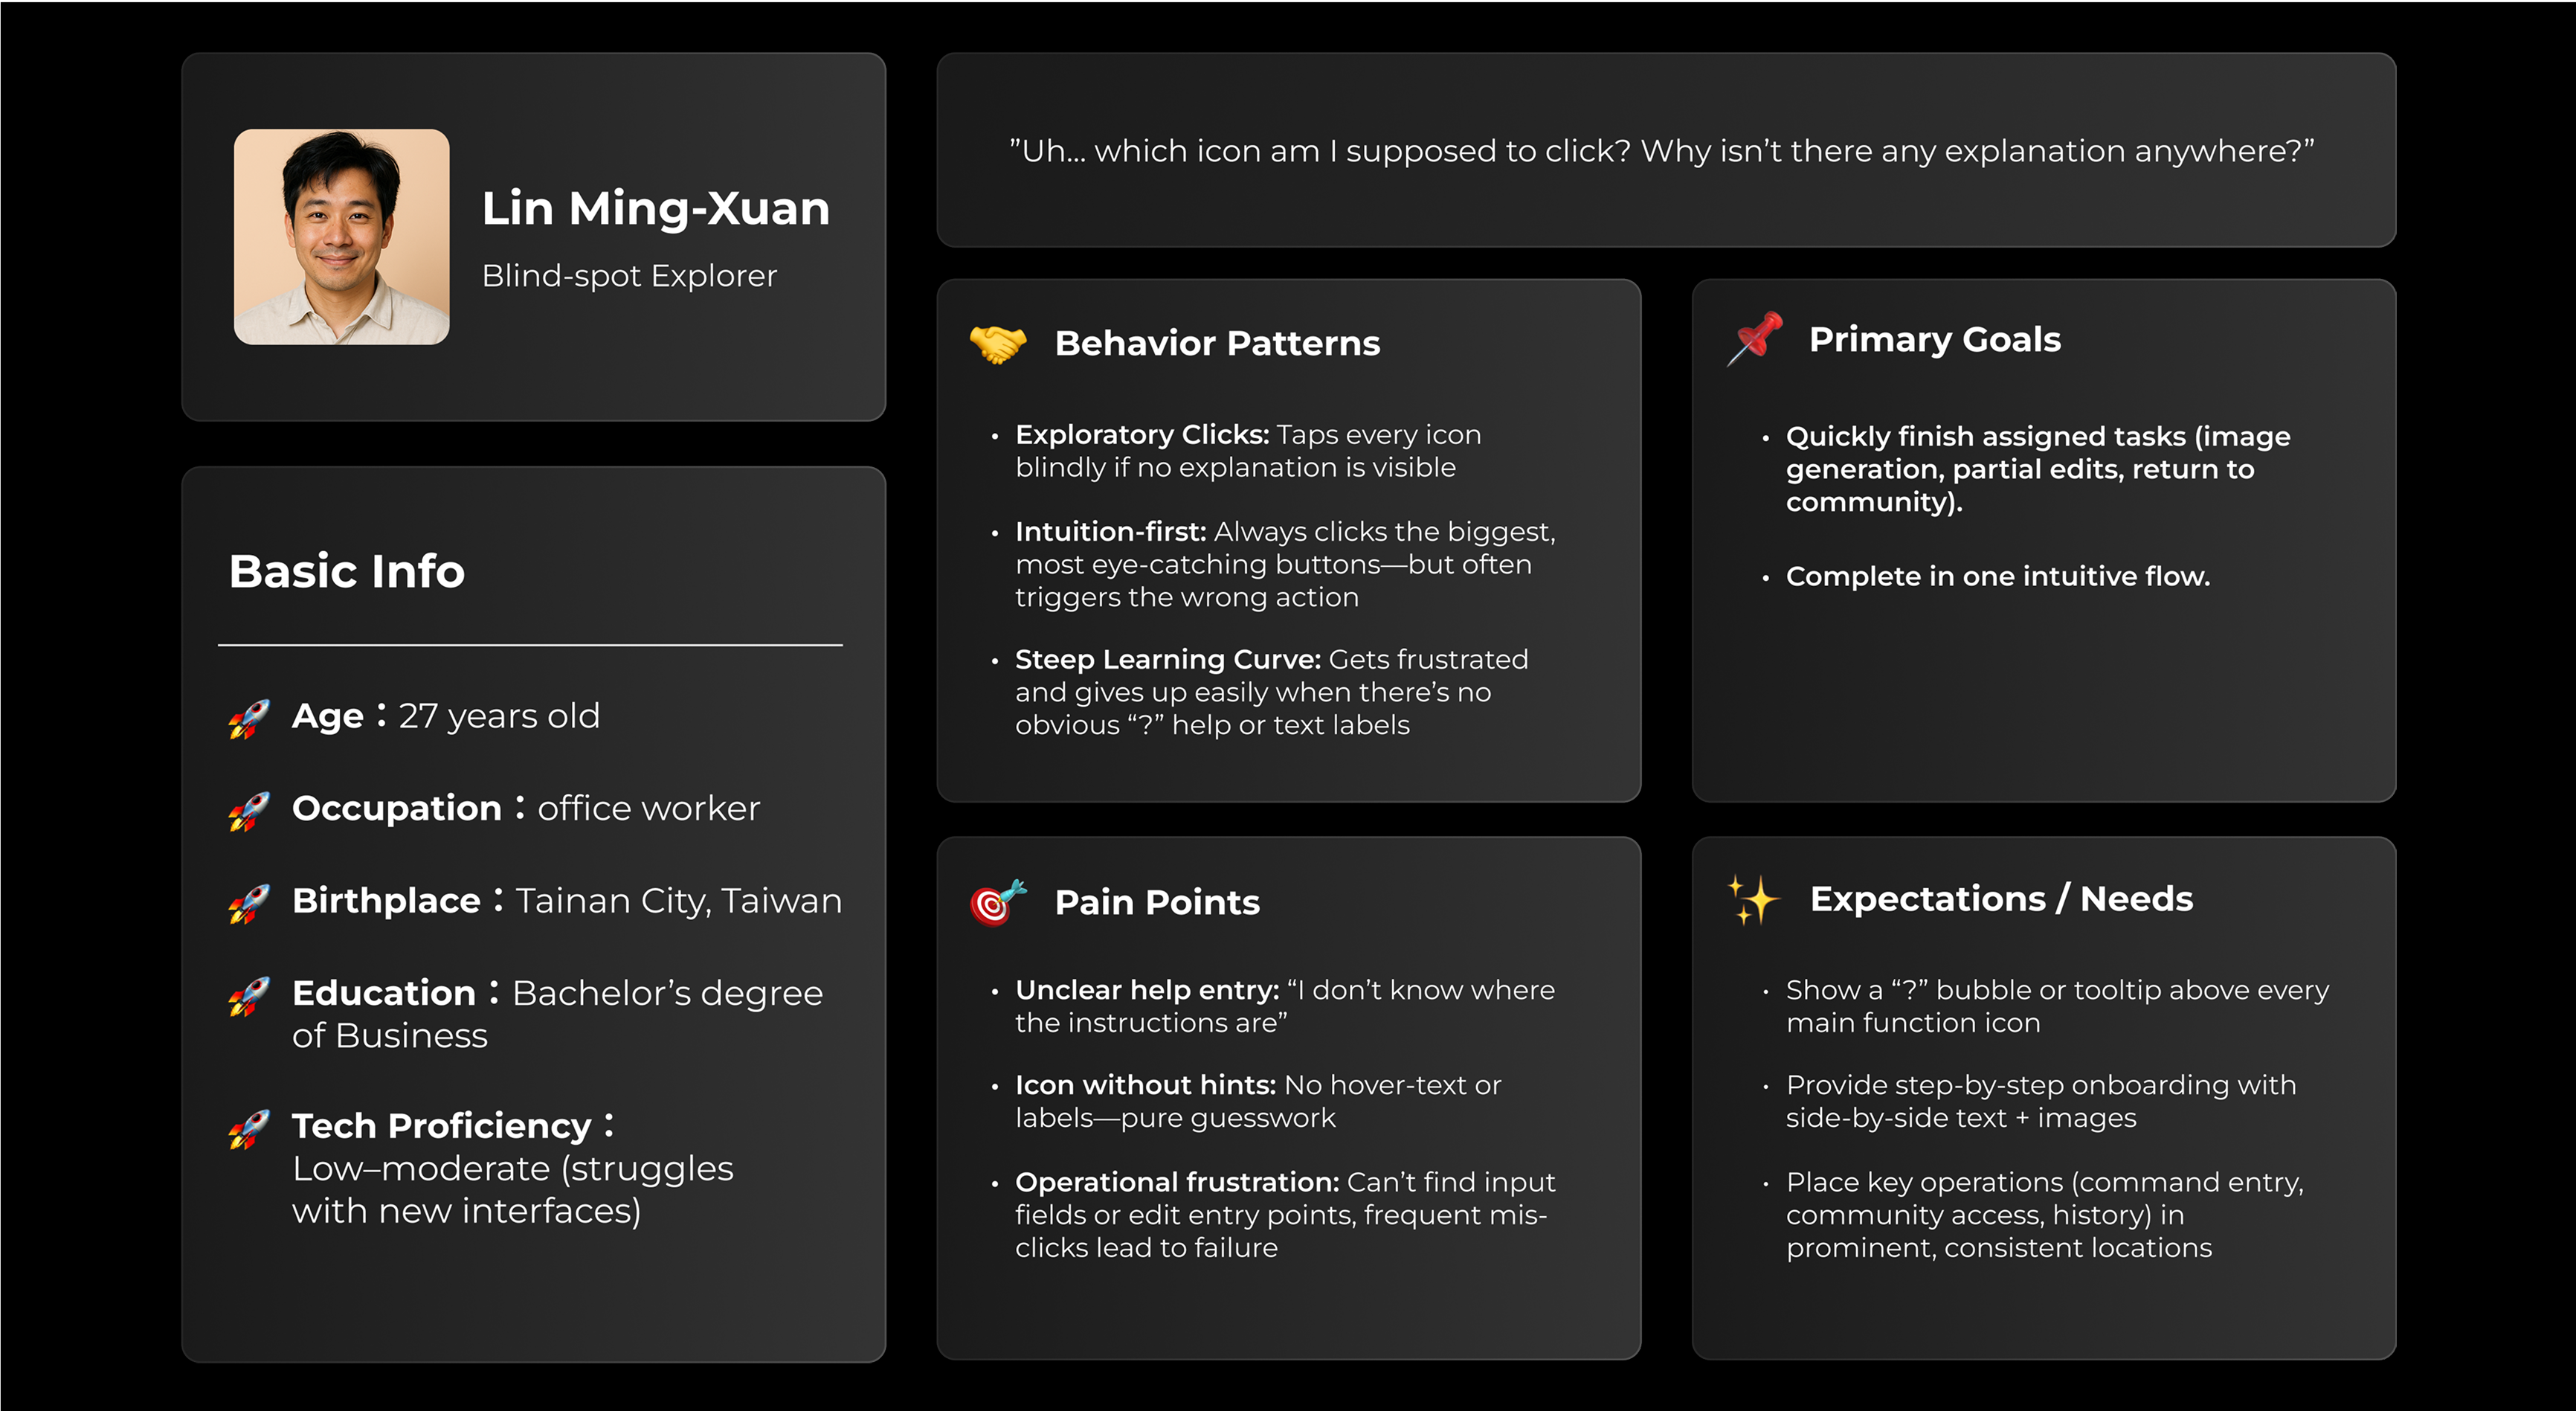 Lin Ming-Xuan
Blind-spot Explorer
Basic Info
Age：27 years old
Occupation：office worker
Birthplace：Tainan City, Taiwan
Education：Bachelor’s degree
of Business
Tech Proficiency：
Low–moderate (struggles
with new interfaces)
”Uh... which icon am I supposed to click? Why isn’t there any explanation anywhere?”
Behavior Patterns
• Exploratory Clicks: Taps every icon
blindly if no explanation is visible
• Intuition-first: Always clicks the biggest,
most eye-catching buttons—but often
triggers the wrong action
• Steep Learning Curve: Gets frustrated
and gives up easily when there’s no
obvious “?” help or text labels
Primary Goals
• Quickly finish assigned tasks (image
generation, partial edits, return to
community).
• Complete in one intuitive flow.
Pain Points
• Unclear help entry: “I don’t know where
the instructions are”
• Icon without hints: No hover-text or
labels—pure guesswork
• Operational frustration: Can’t find input
fields or edit entry points, frequent mis-
clicks lead to failure
Expectations / Needs
• Show a “?” bubble or tooltip above every
main function icon
• Provide step-by-step onboarding with
side-by-side text + images
• Place key operations (command entry,
community access, history) in
prominent, consistent locations